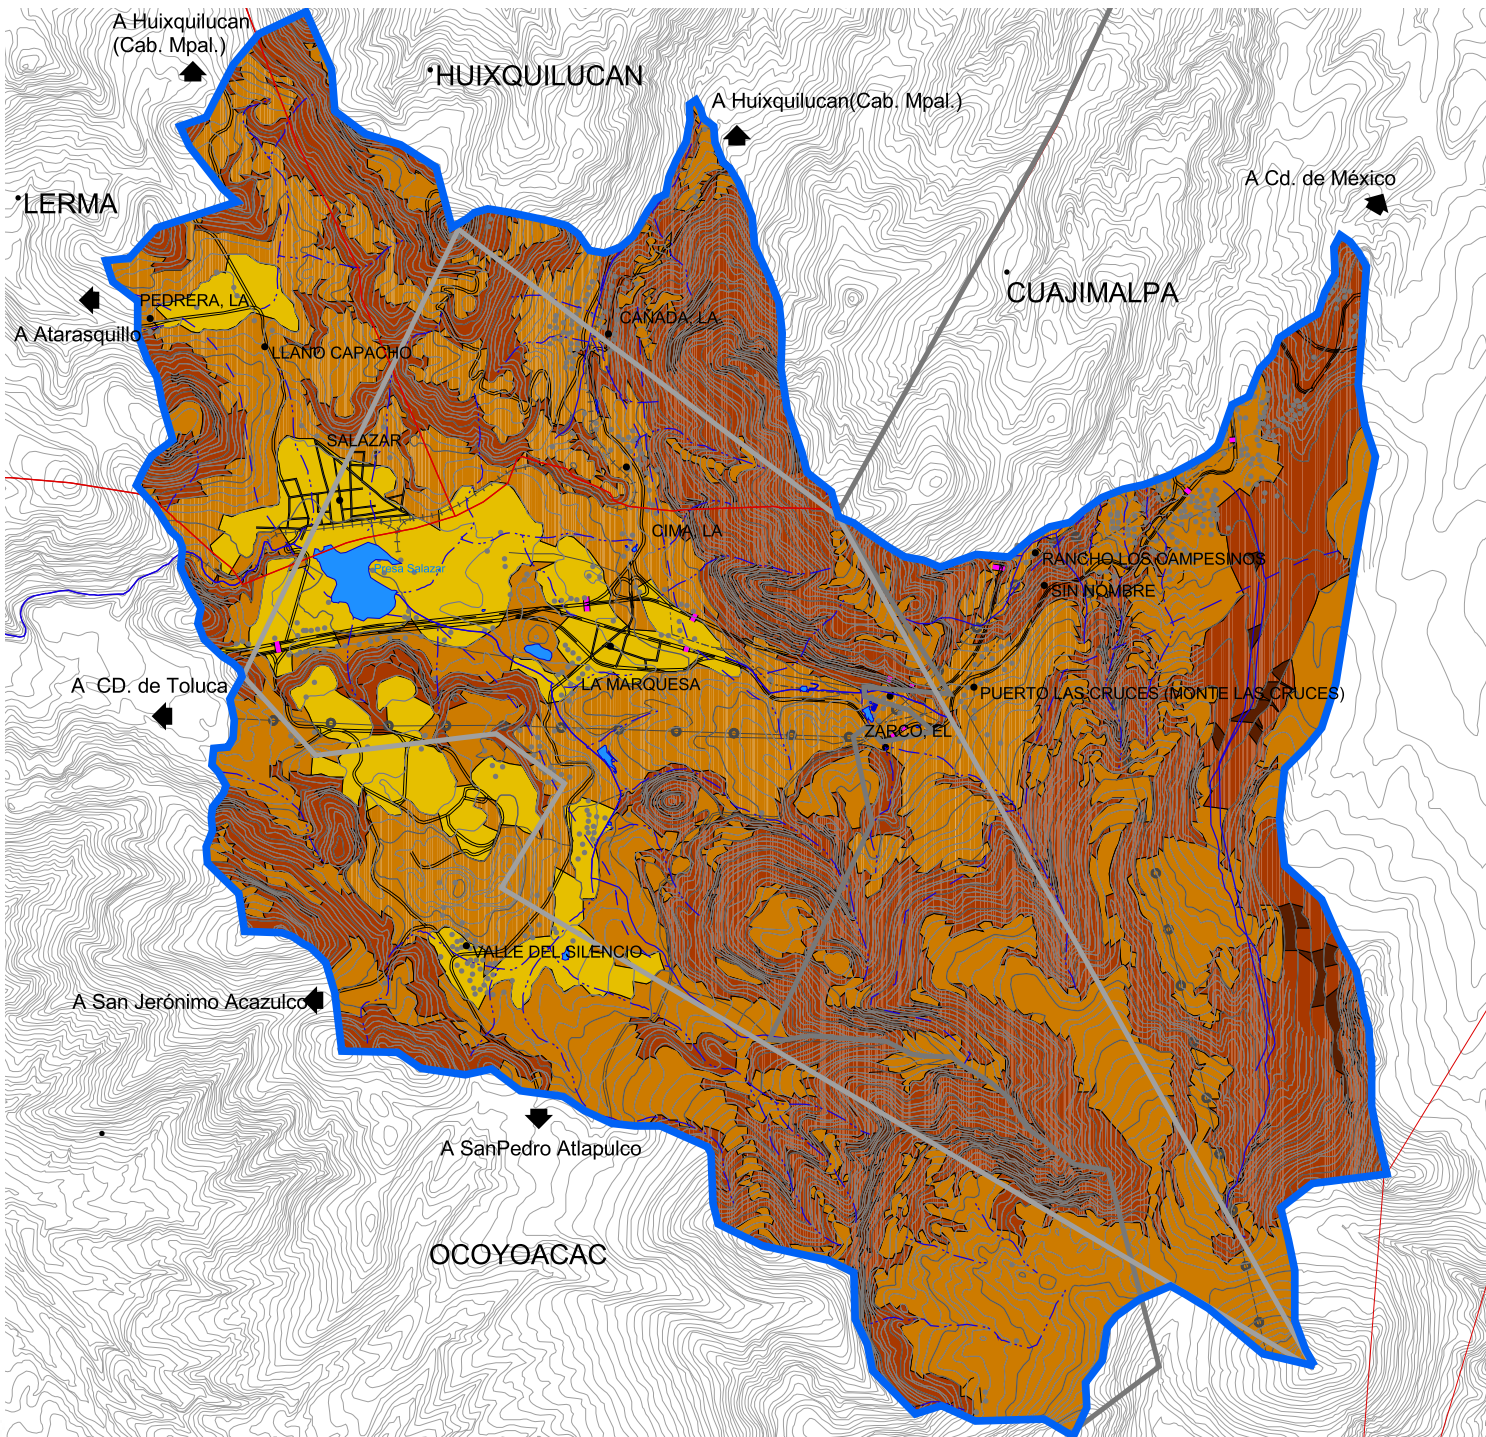 A Huixquilucan
(Cab. Mpal.)
HUIXQUILUCAN
A Huixquilucan(Cab. Mpal.)
A Cd. de México
LERMA
CUAJIMALPA
PEDRERA, LA
A Atarasquillo
CAÑADA, LA
LLANO CAPACHO
SALAZAR
CIMA, LA
Presa Salazar
RANCHO LOS CAMPESINOS
SIN NOMBRE
A CD. de Toluca
LA MARQUESA
PUERTO LAS CRUCES (MONTE LAS CRUCES)
ZARCO, EL
VALLE DEL SILENCIO
A San Jerónimo Acazulco
A SanPedro Atlapulco
OCOYOACAC